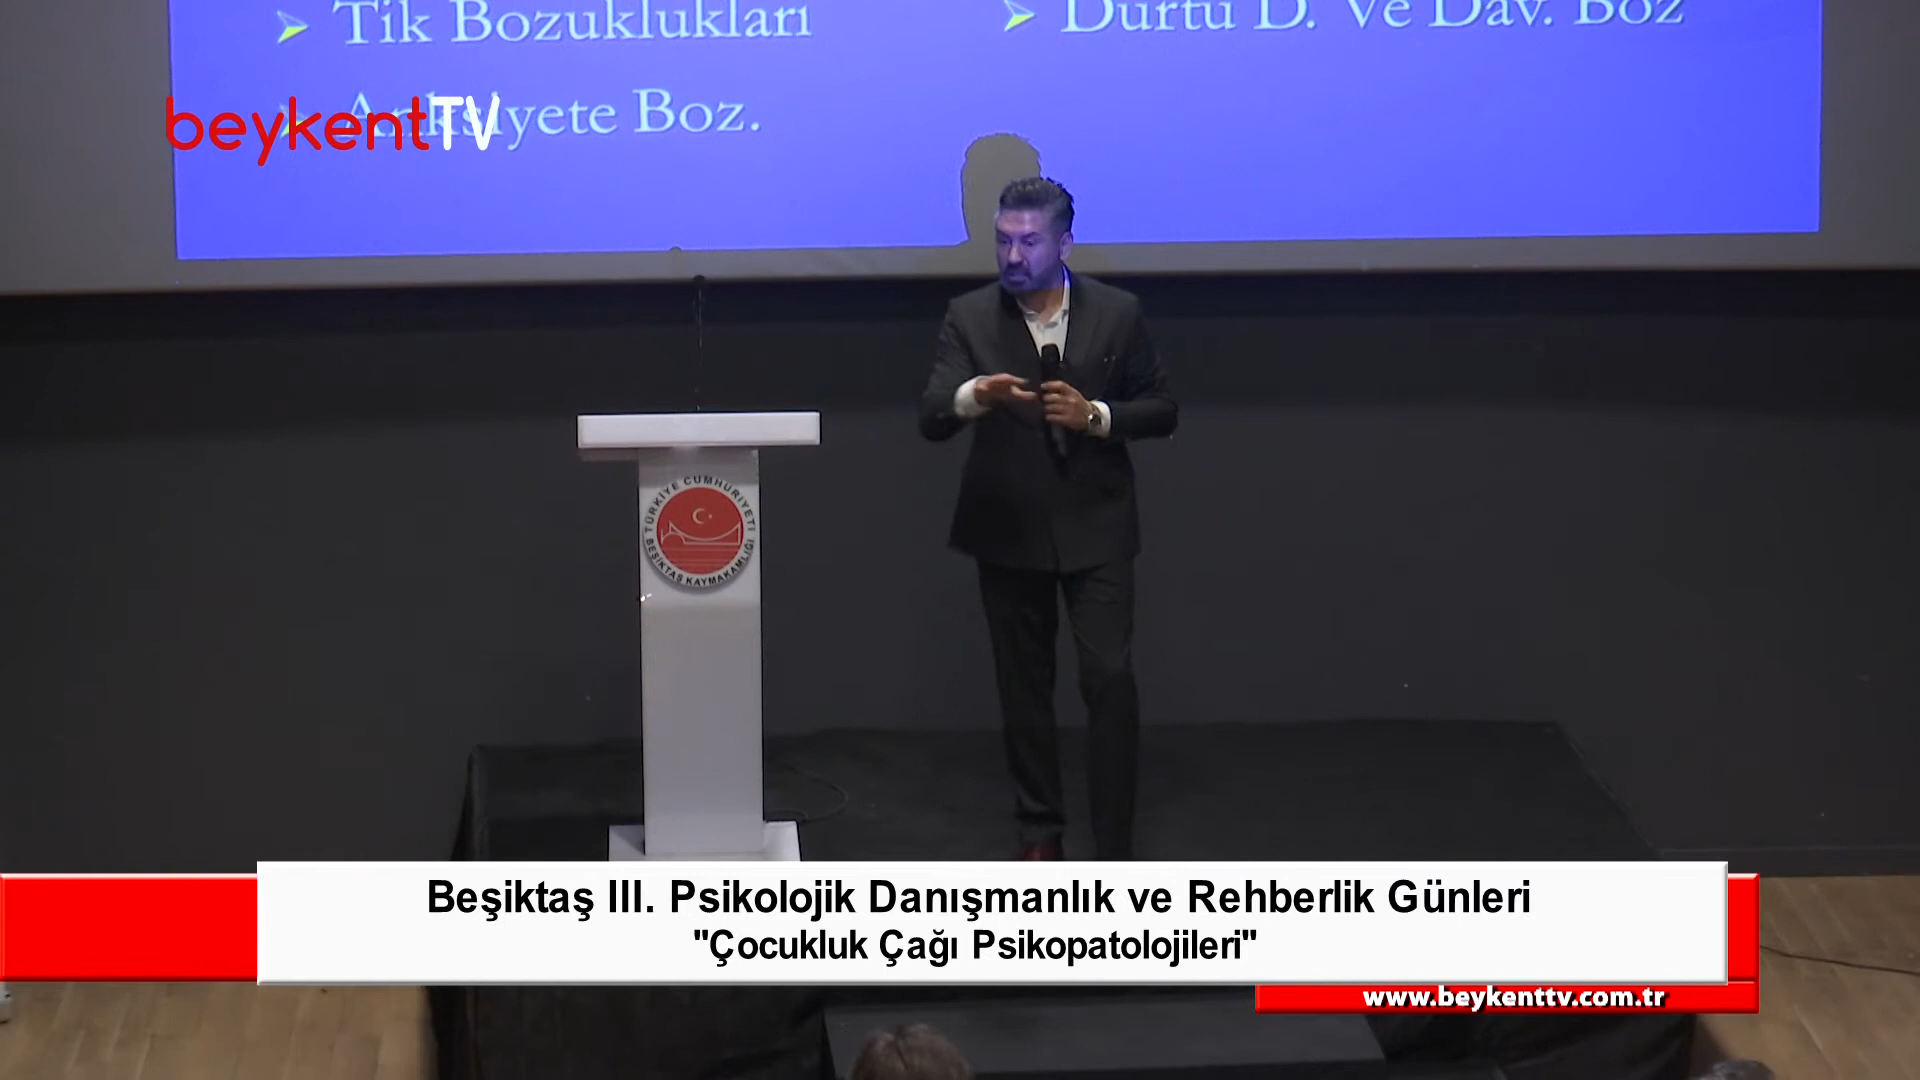 Tik Bozuklukları
Dürtü D. Ve Dav. Boz
Anksiyete Boz.
beykentTV
TÜRKİYE CUMHURİYETİ
BEŞİKTAŞ KAYMAKAMLIĞI
Beşiktaş III. Psikolojik Danışmanlık ve Rehberlik Günleri
"Çocukluk Çağı Psikopatolojileri"
www.beykenttv.com.tr